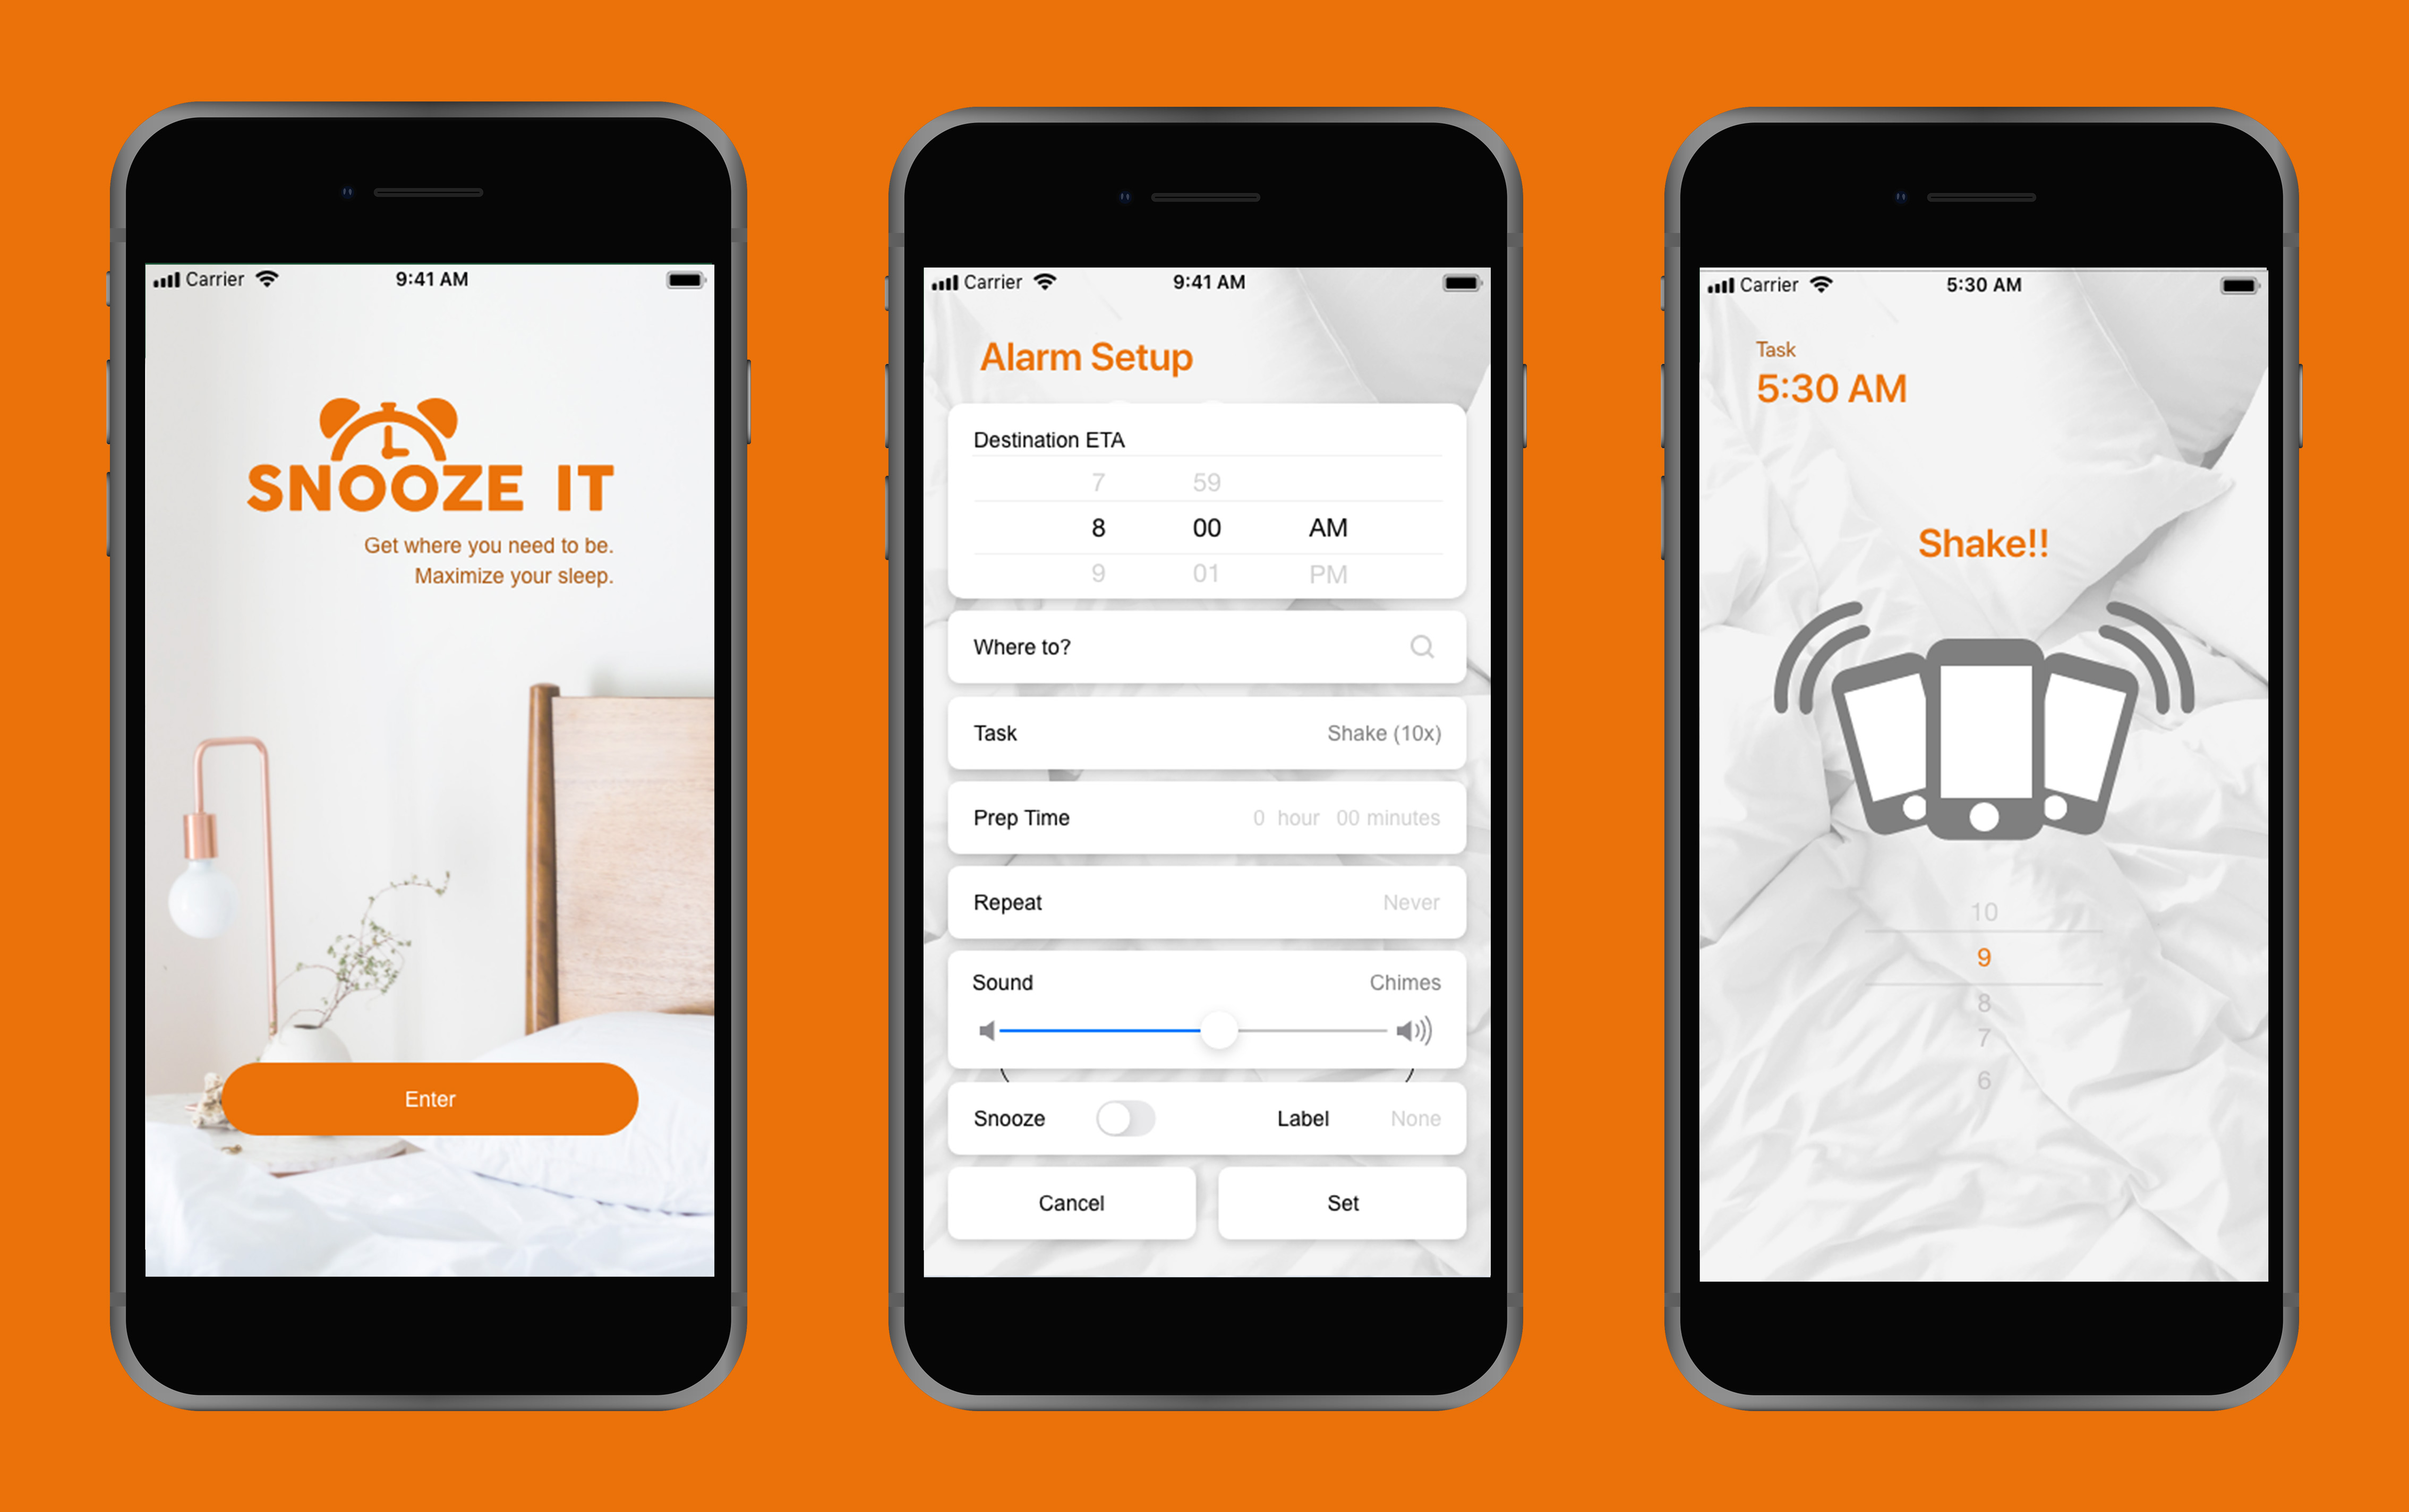 Carrier 9:41 AM
SNOOZE IT
Get where you need to be.
Maximize your sleep.
Enter
Carrier 9:41 AM
Alarm Setup
Destination ETA
7 59
8 00 AM
9 01 PM
Where to?
Task Shake (10x)
Prep Time 0 hour 00 minutes
Repeat Never
Sound Chimes
Snooze Label None
Cancel Set
Carrier 5:30 AM
Task
5:30 AM
Shake!!
10
9
8
7
6